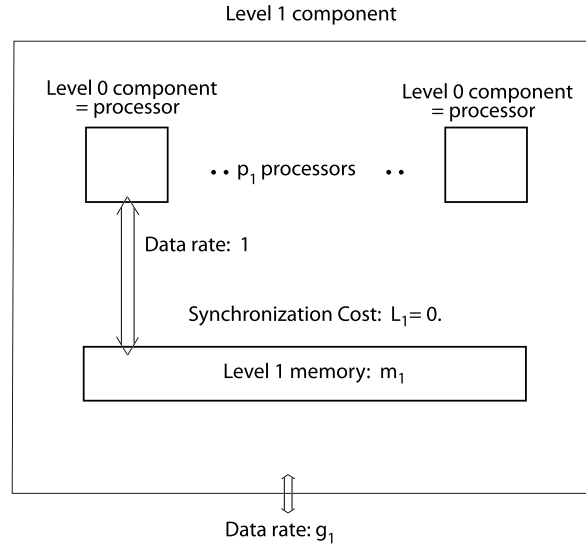 Level 1 component
Level 0 component
= processor
Level 0 component
= processor
•• p₁ processors ••
Data rate: 1
Synchronization Cost: L₁= 0.
Level 1 memory: m₁
Data rate: g₁